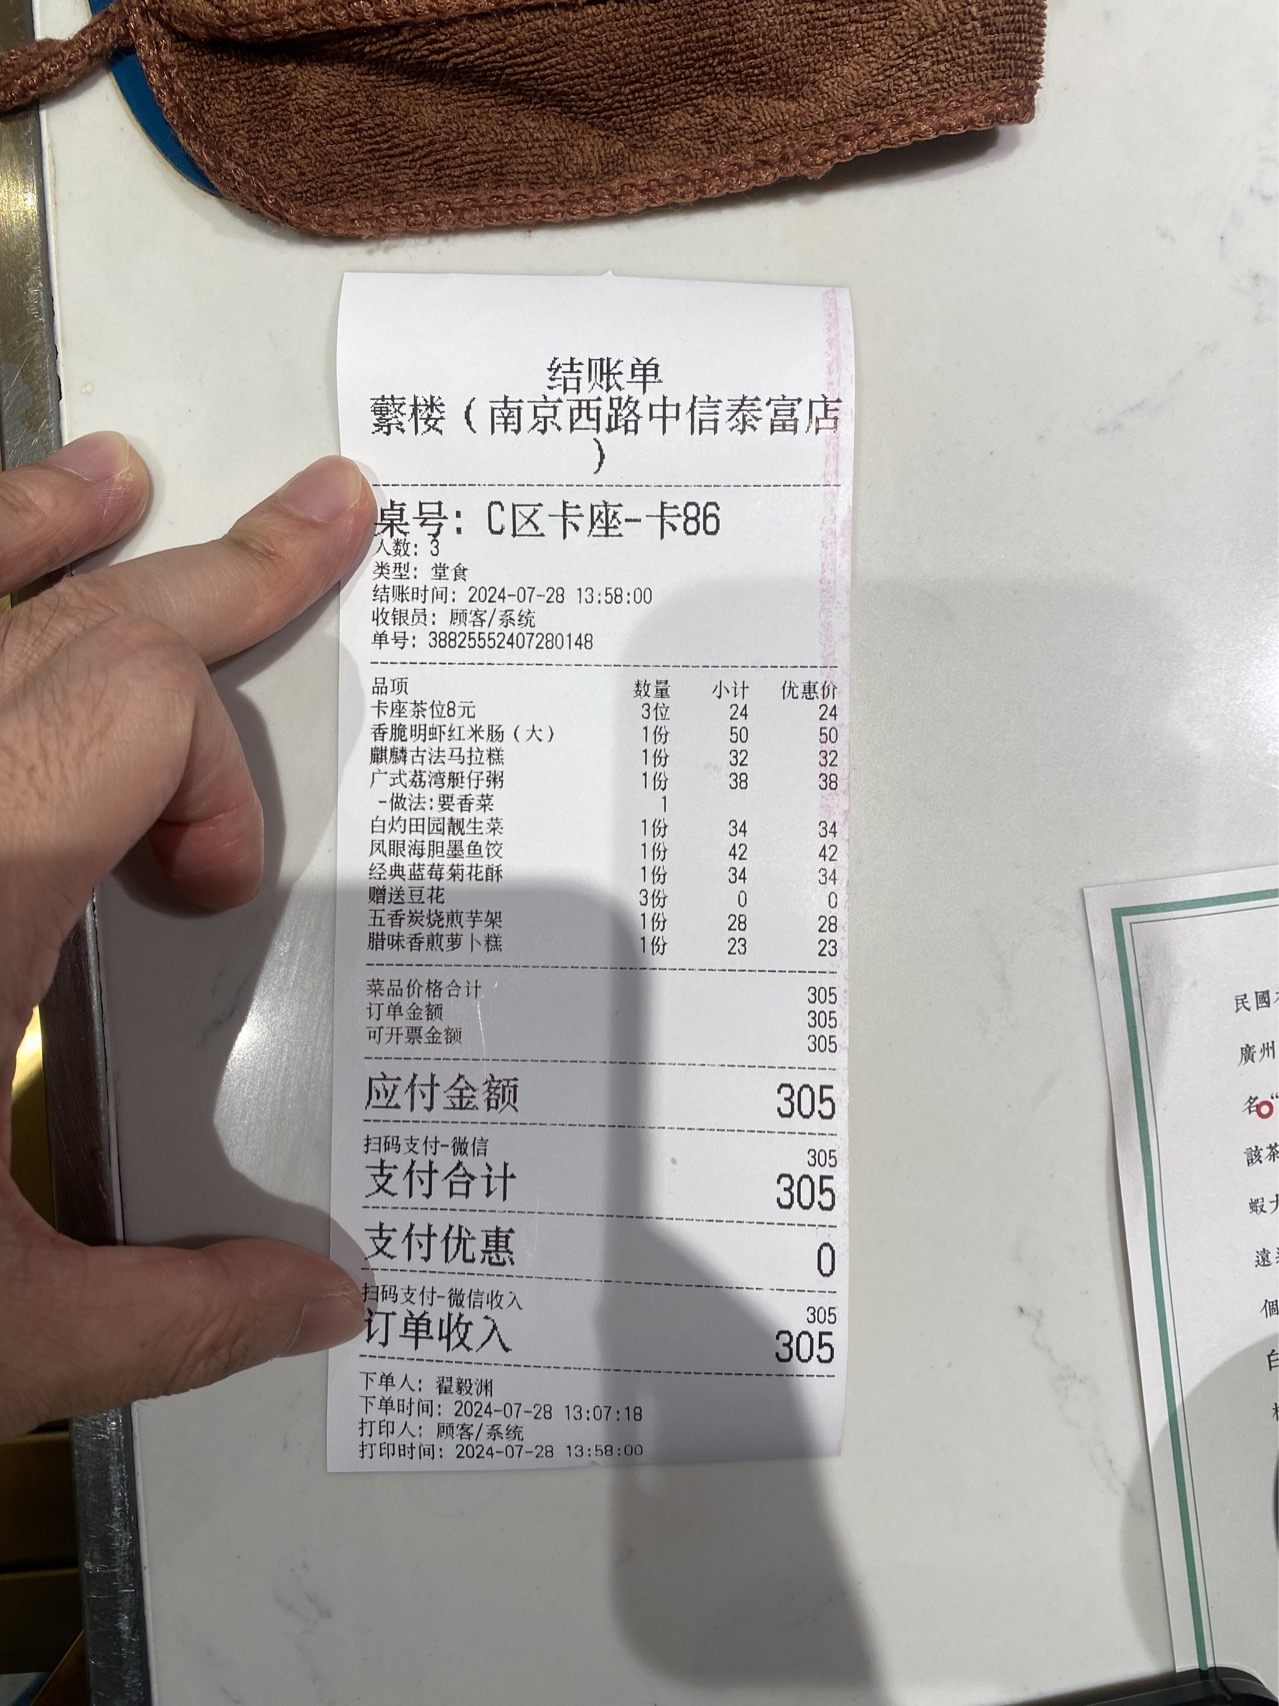 结账单
蘩楼（南京西路中信泰富店
）
桌号：C区卡座-卡86
人数：3
类型：堂食
结账时间：2024-07-28 13:58:00
收银员：顾客/系统
单号：38825552407280148
品项 数量 小计 优惠价
卡座茶位8元 3位 24 24
香脆明虾红米肠（大） 1份 50 50
麒麟古法马拉糕 1份 32 32
广式荔湾艇仔粥 1份 38 38
-做法:要香菜 1
白灼田园靓生菜 1份 34 34
凤眼海胆墨鱼饺 1份 42 42
经典蓝莓菊花酥 1份 34 34
赠送豆花 3份 0 0
五香炭烧煎芋架 1份 28 28
腊味香煎萝卜糕 1份 23 23
菜品价格合计 305
订单金额 305
可开票金额 305
应付金额 305
扫码支付-微信 305
支付合计 305
支付优惠 0
扫码支付-微信收入 305
订单收入 305
下单人：翟毅渊
下单时间：2024-07-28 13:07:18
打印人：顾客/系统
打印时间：2024-07-28 13:58:00
民國
廣州
名“
該茶
蝦
遠
個
白